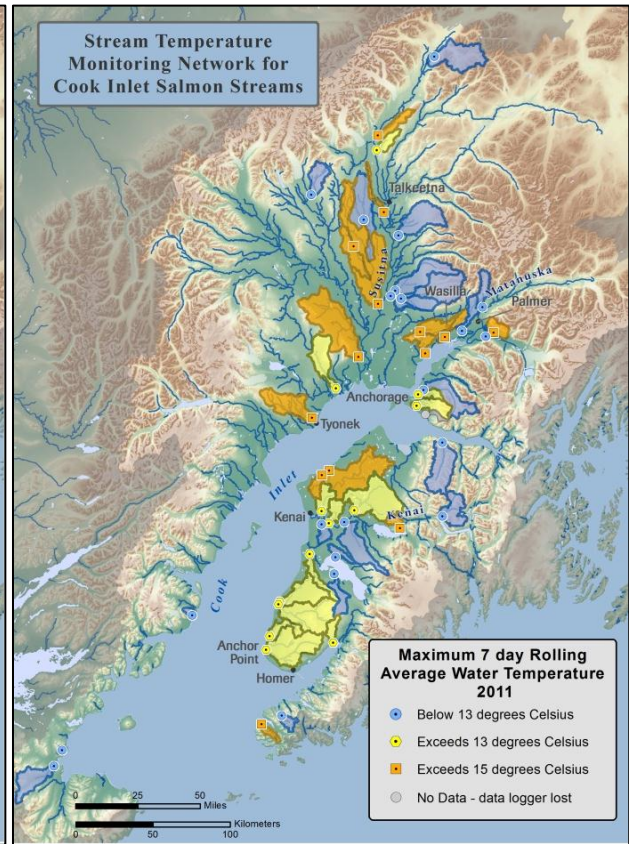 Stream Temperature
Monitoring Network for
Cook Inlet Salmon Streams
Talkeetna
Susitna
Wasilla
Matanuska
Palmer
Anchorage
Tyonek
Inlet
Kenai
Kenai
Cook
Anchor
Point
Homer
Maximum 7 day Rolling
Average Water Temperature
2011
Below 13 degrees Celsius
Exceeds 13 degrees Celsius
Exceeds 15 degrees Celsius
No Data - data logger lost
0 25 50
Miles
Kilometers
0 50 100